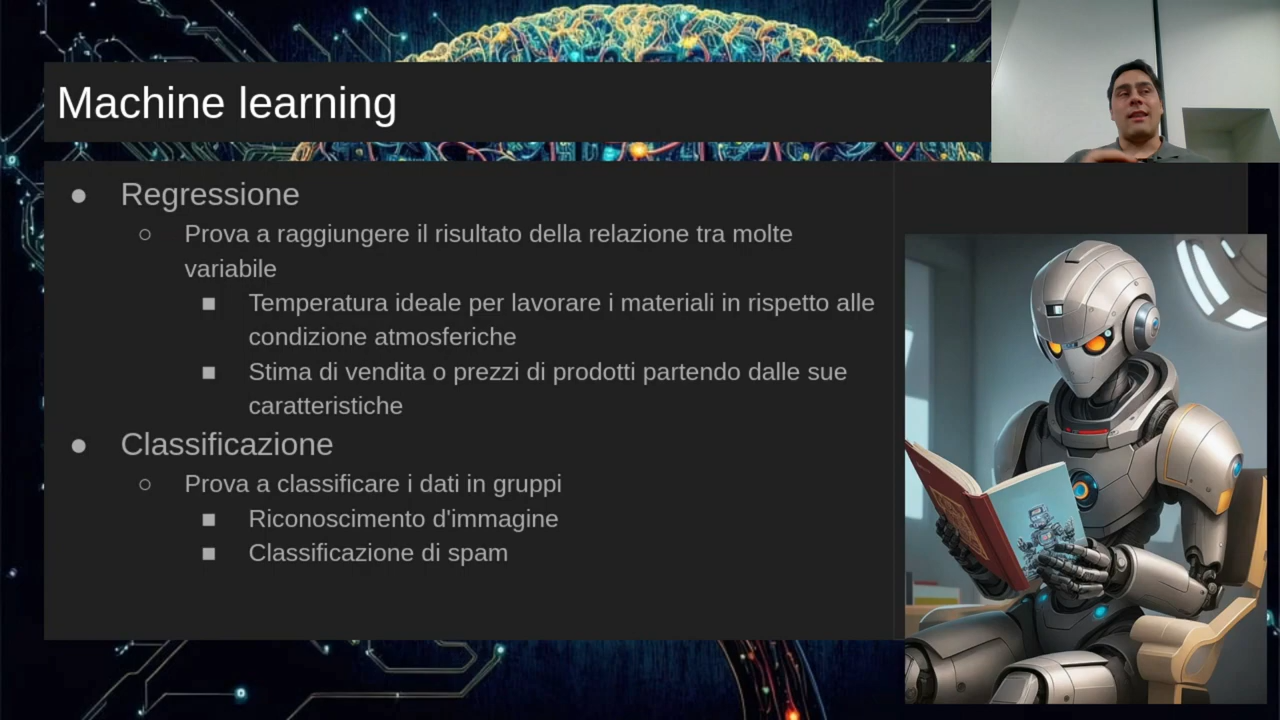 Machine learning
● Regressione
○ Prova a raggiungere il risultato della relazione tra molte
variabile
■ Temperatura ideale per lavorare i materiali in rispetto alle
condizione atmosferiche
■ Stima di vendita o prezzi di prodotti partendo dalle sue
caratteristiche
● Classificazione
○ Prova a classificare i dati in gruppi
■ Riconoscimento d'immagine
■ Classificazione di spam